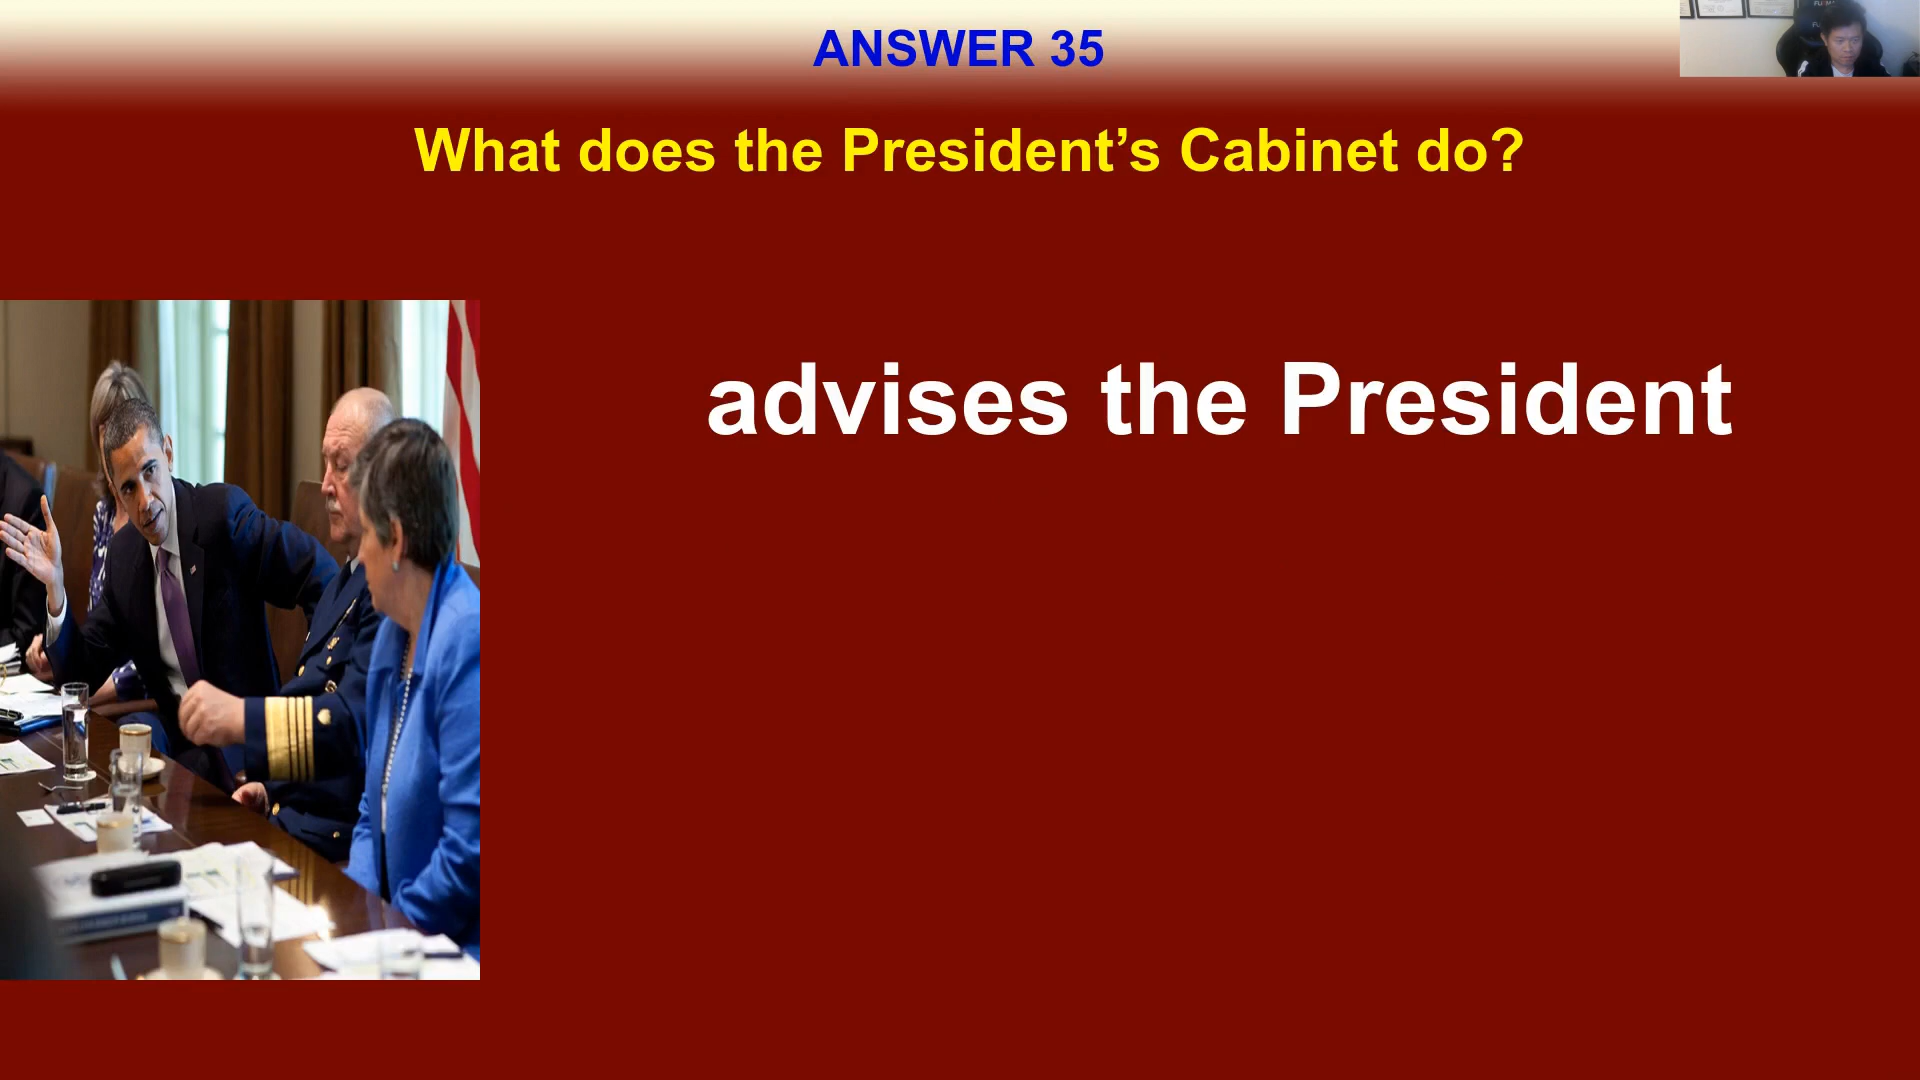 ANSWER 35
What does the President’s Cabinet do?
advises the President